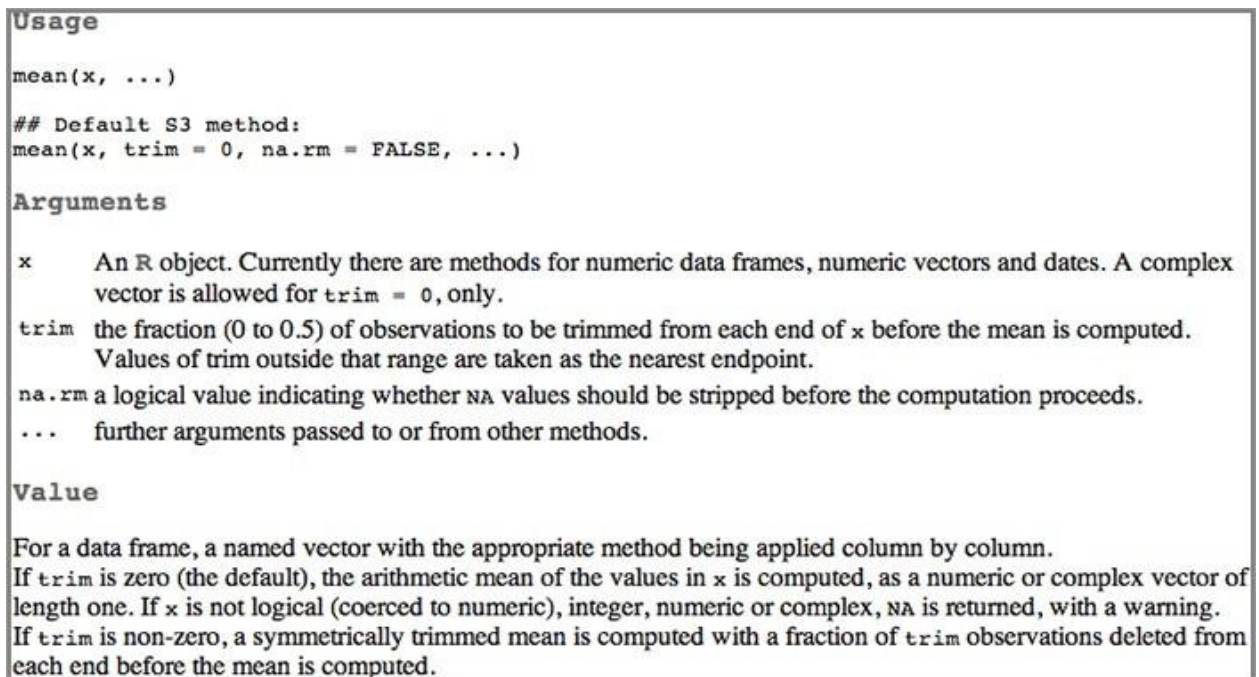 Usage
mean(x, ...)
## Default S3 method:
mean(x, trim = 0, na.rm = FALSE, ...)
Arguments
x An R object. Currently there are methods for numeric data frames, numeric vectors and dates. A complex
vector is allowed for trim = 0, only.
trim the fraction (0 to 0.5) of observations to be trimmed from each end of x before the mean is computed.
Values of trim outside that range are taken as the nearest endpoint.
na.rm a logical value indicating whether NA values should be stripped before the computation proceeds.
... further arguments passed to or from other methods.
Value
For a data frame, a named vector with the appropriate method being applied column by column.
If trim is zero (the default), the arithmetic mean of the values in x is computed, as a numeric or complex vector of
length one. If x is not logical (coerced to numeric), integer, numeric or complex, NA is returned, with a warning.
If trim is non-zero, a symmetrically trimmed mean is computed with a fraction of trim observations deleted from
each end before the mean is computed.